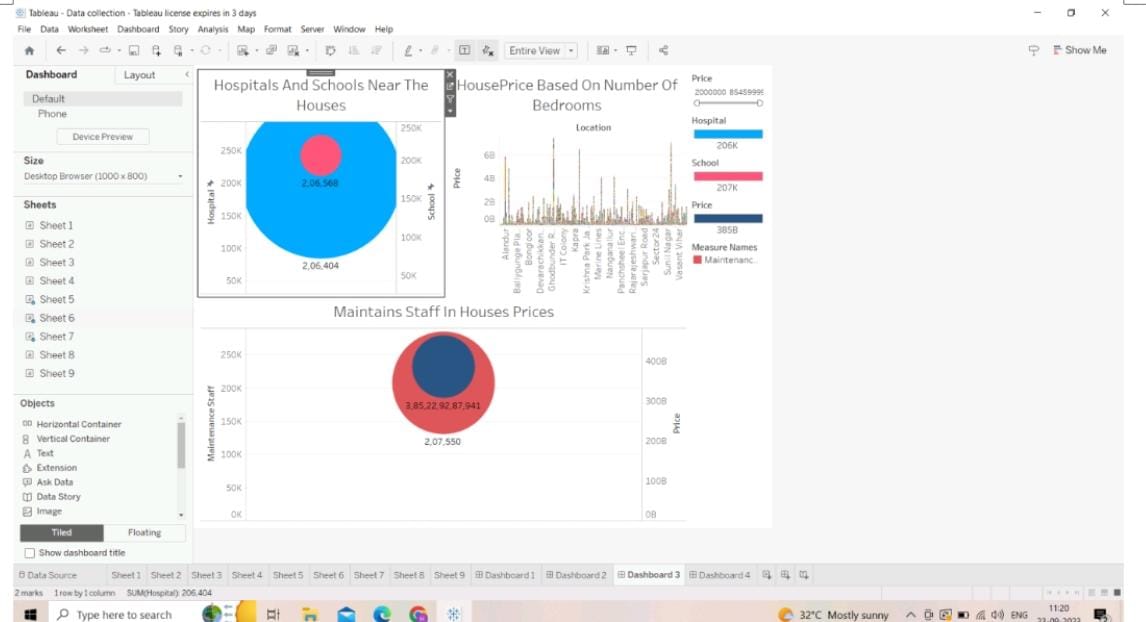 Tableau - Data collection - Tableau license expires in 3 days
File Data Worksheet Dashboard Story Analysis Map Format Server Window Help
Entire View
Show Me
Dashboard Layout
Default
Phone
Device Preview
Size
Desktop Browser (1000 x 800)
Sheets
Sheet 1
Sheet 2
Sheet 3
Sheet 4
Sheet 5
Sheet 6
Sheet 7
Sheet 8
Sheet 9
Objects
Horizontal Container
Vertical Container
Text
Extension
Ask Data
Data Story
Image
Tiled Floating
Show dashboard title
Hospitals And Schools Near The
Houses
Hospital
250K
200K
150K
100K
50K
2,06,568
2,06,404
250K
200K
150K
100K
50K
School
HousePrice Based On Number Of
Bedrooms
Location
Price
6B
4B
2B
0B
Alandur
Ballygunge Pla..
Bongloor
Devarachikkan..
Ghodbunder R..
IT Colony
Kapra
Krishna Park Ja..
Marine Lines
Nanganallur
Panchsheel Enc..
Rajarajeshwari..
Sarjapur Road
Sector24
Sunil Nagar
Vasant Vihar
Price
2000000 85459999
Hospital
206K
School
207K
Price
385B
Measure Names
Maintenanc..
Maintains Staff In Houses Prices
Maintenance Staff
250K
200K
150K
100K
50K
0K
3,85,22,92,87,941
2,07,550
400B
300B
200B
100B
0B
Price
Data Source Sheet 1 Sheet 2 Sheet 3 Sheet 4 Sheet 5 Sheet 6 Sheet 7 Sheet 8 Sheet 9 Dashboard 1 Dashboard 2 Dashboard 3 Dashboard 4
2 marks 1 row by 1 column SUM(Hospital): 206,404
Type here to search
32°C Mostly sunny
ENG
11:20
23-09-2023